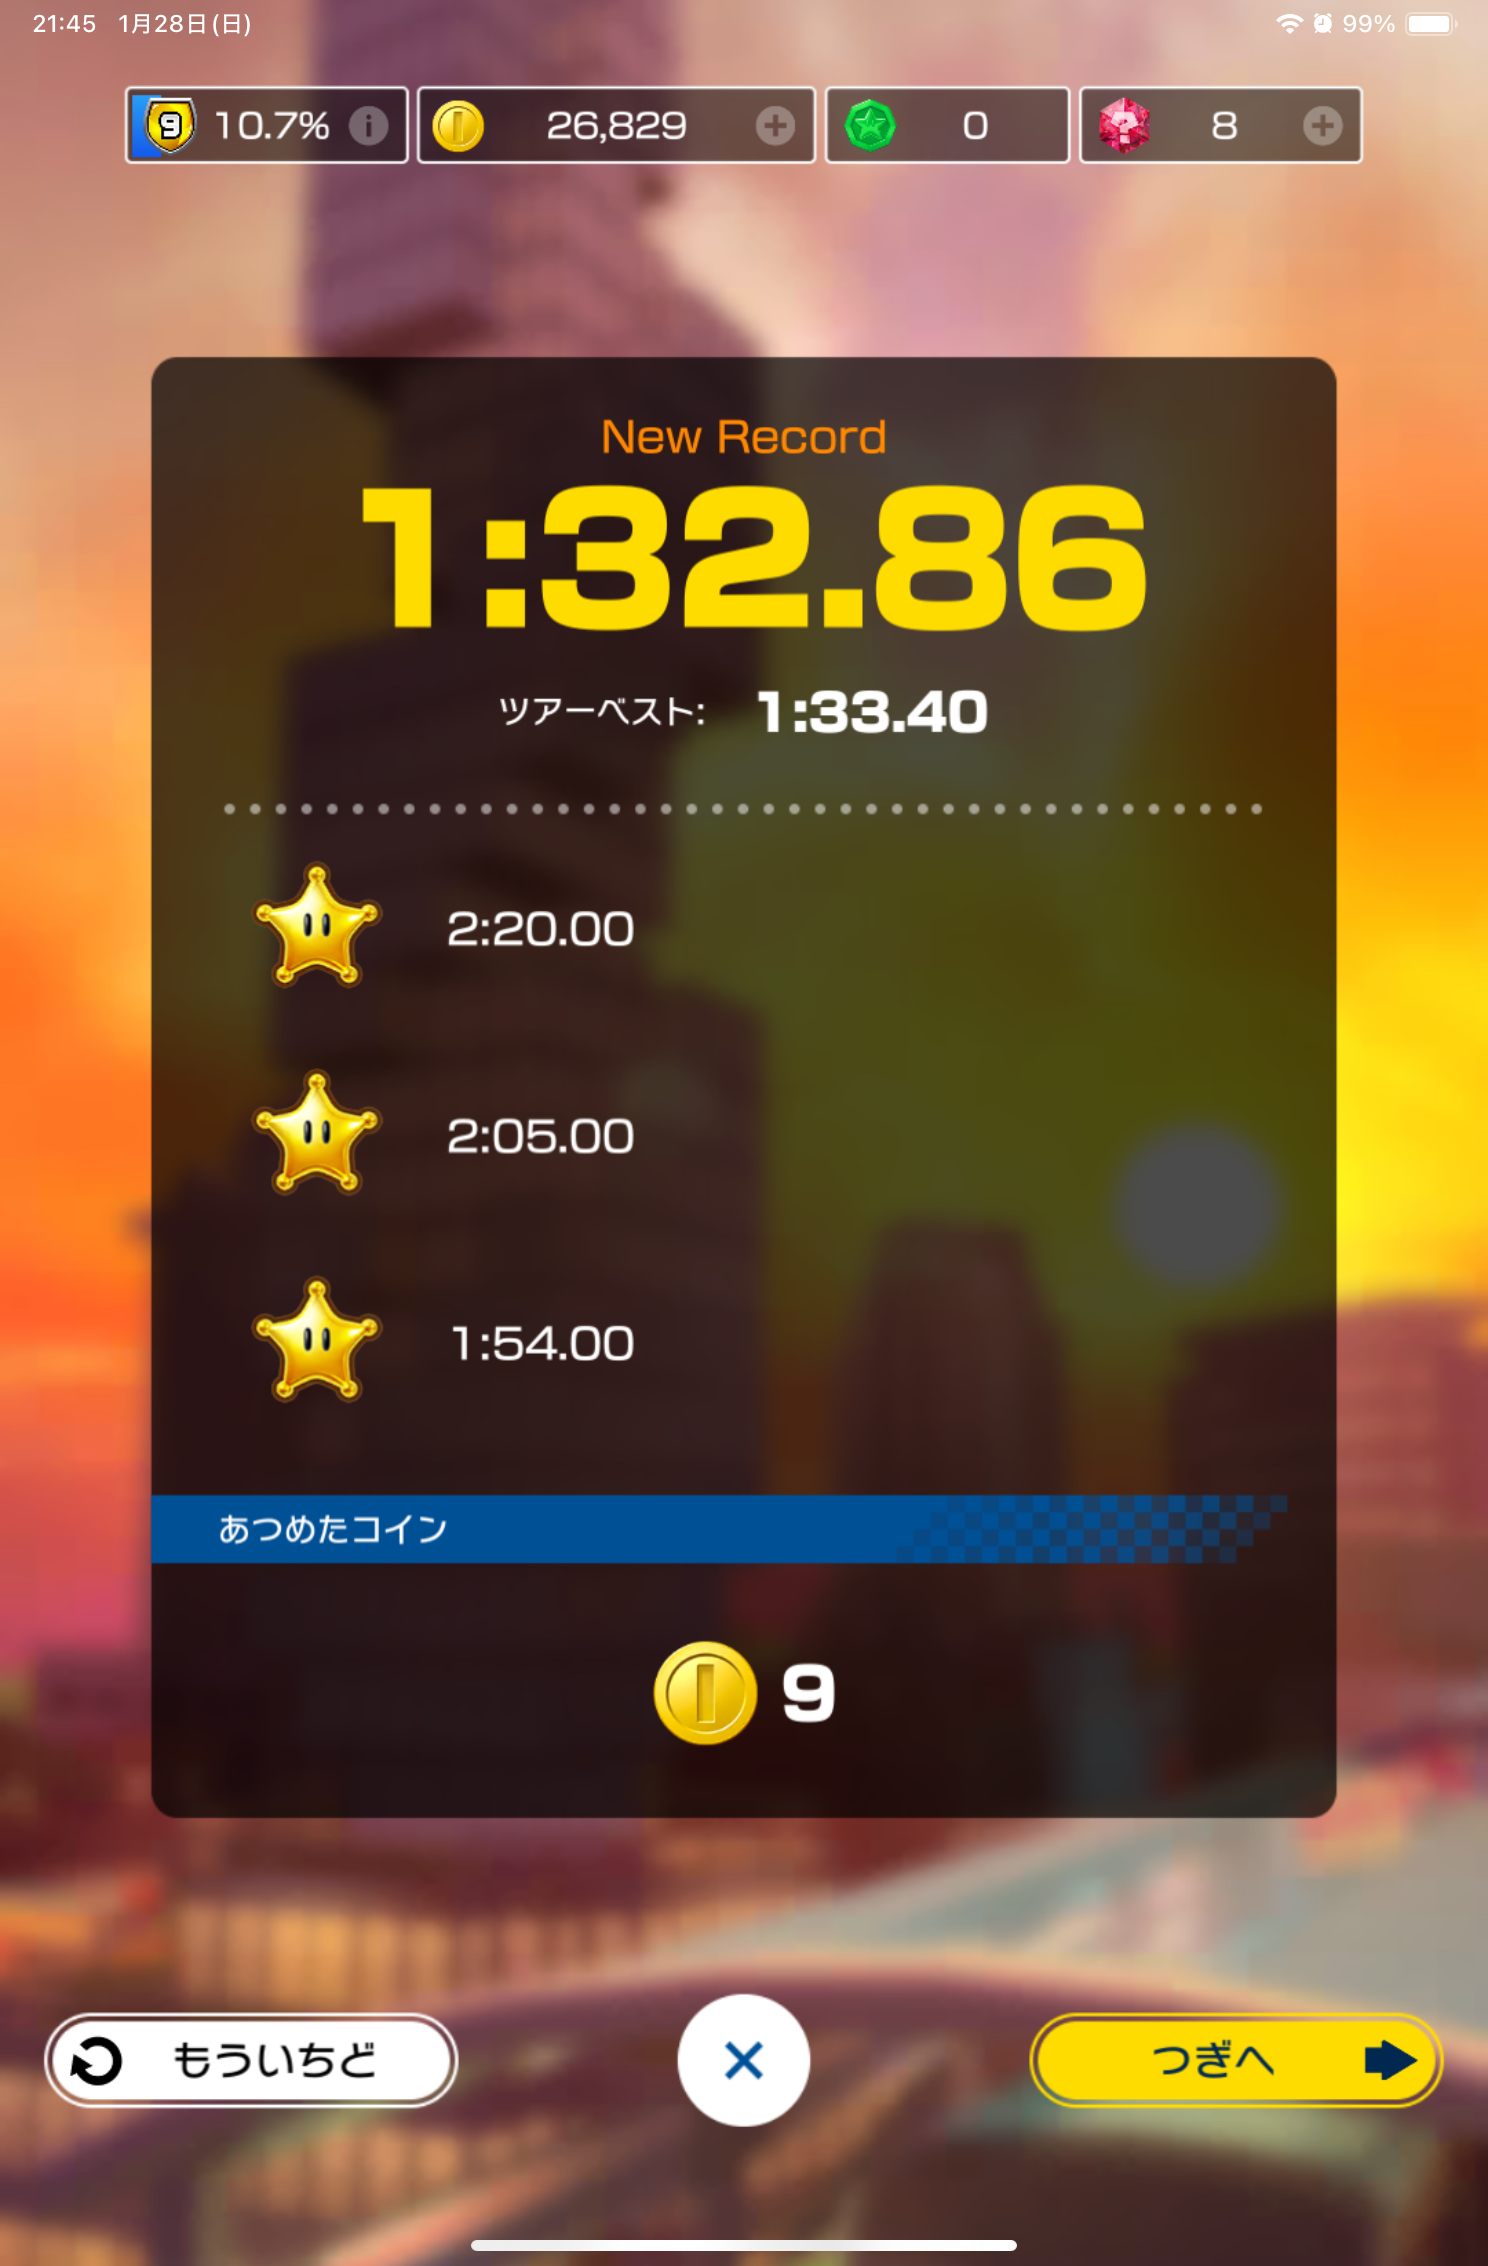 21:45 1月28日(日) 99%
9 10.7% i 26,829 + 0 8 +
New Record
1:32.86
ツアーベスト: 1:33.40
2:20.00
2:05.00
1:54.00
あつめたコイン
9
もういちど × つぎへ